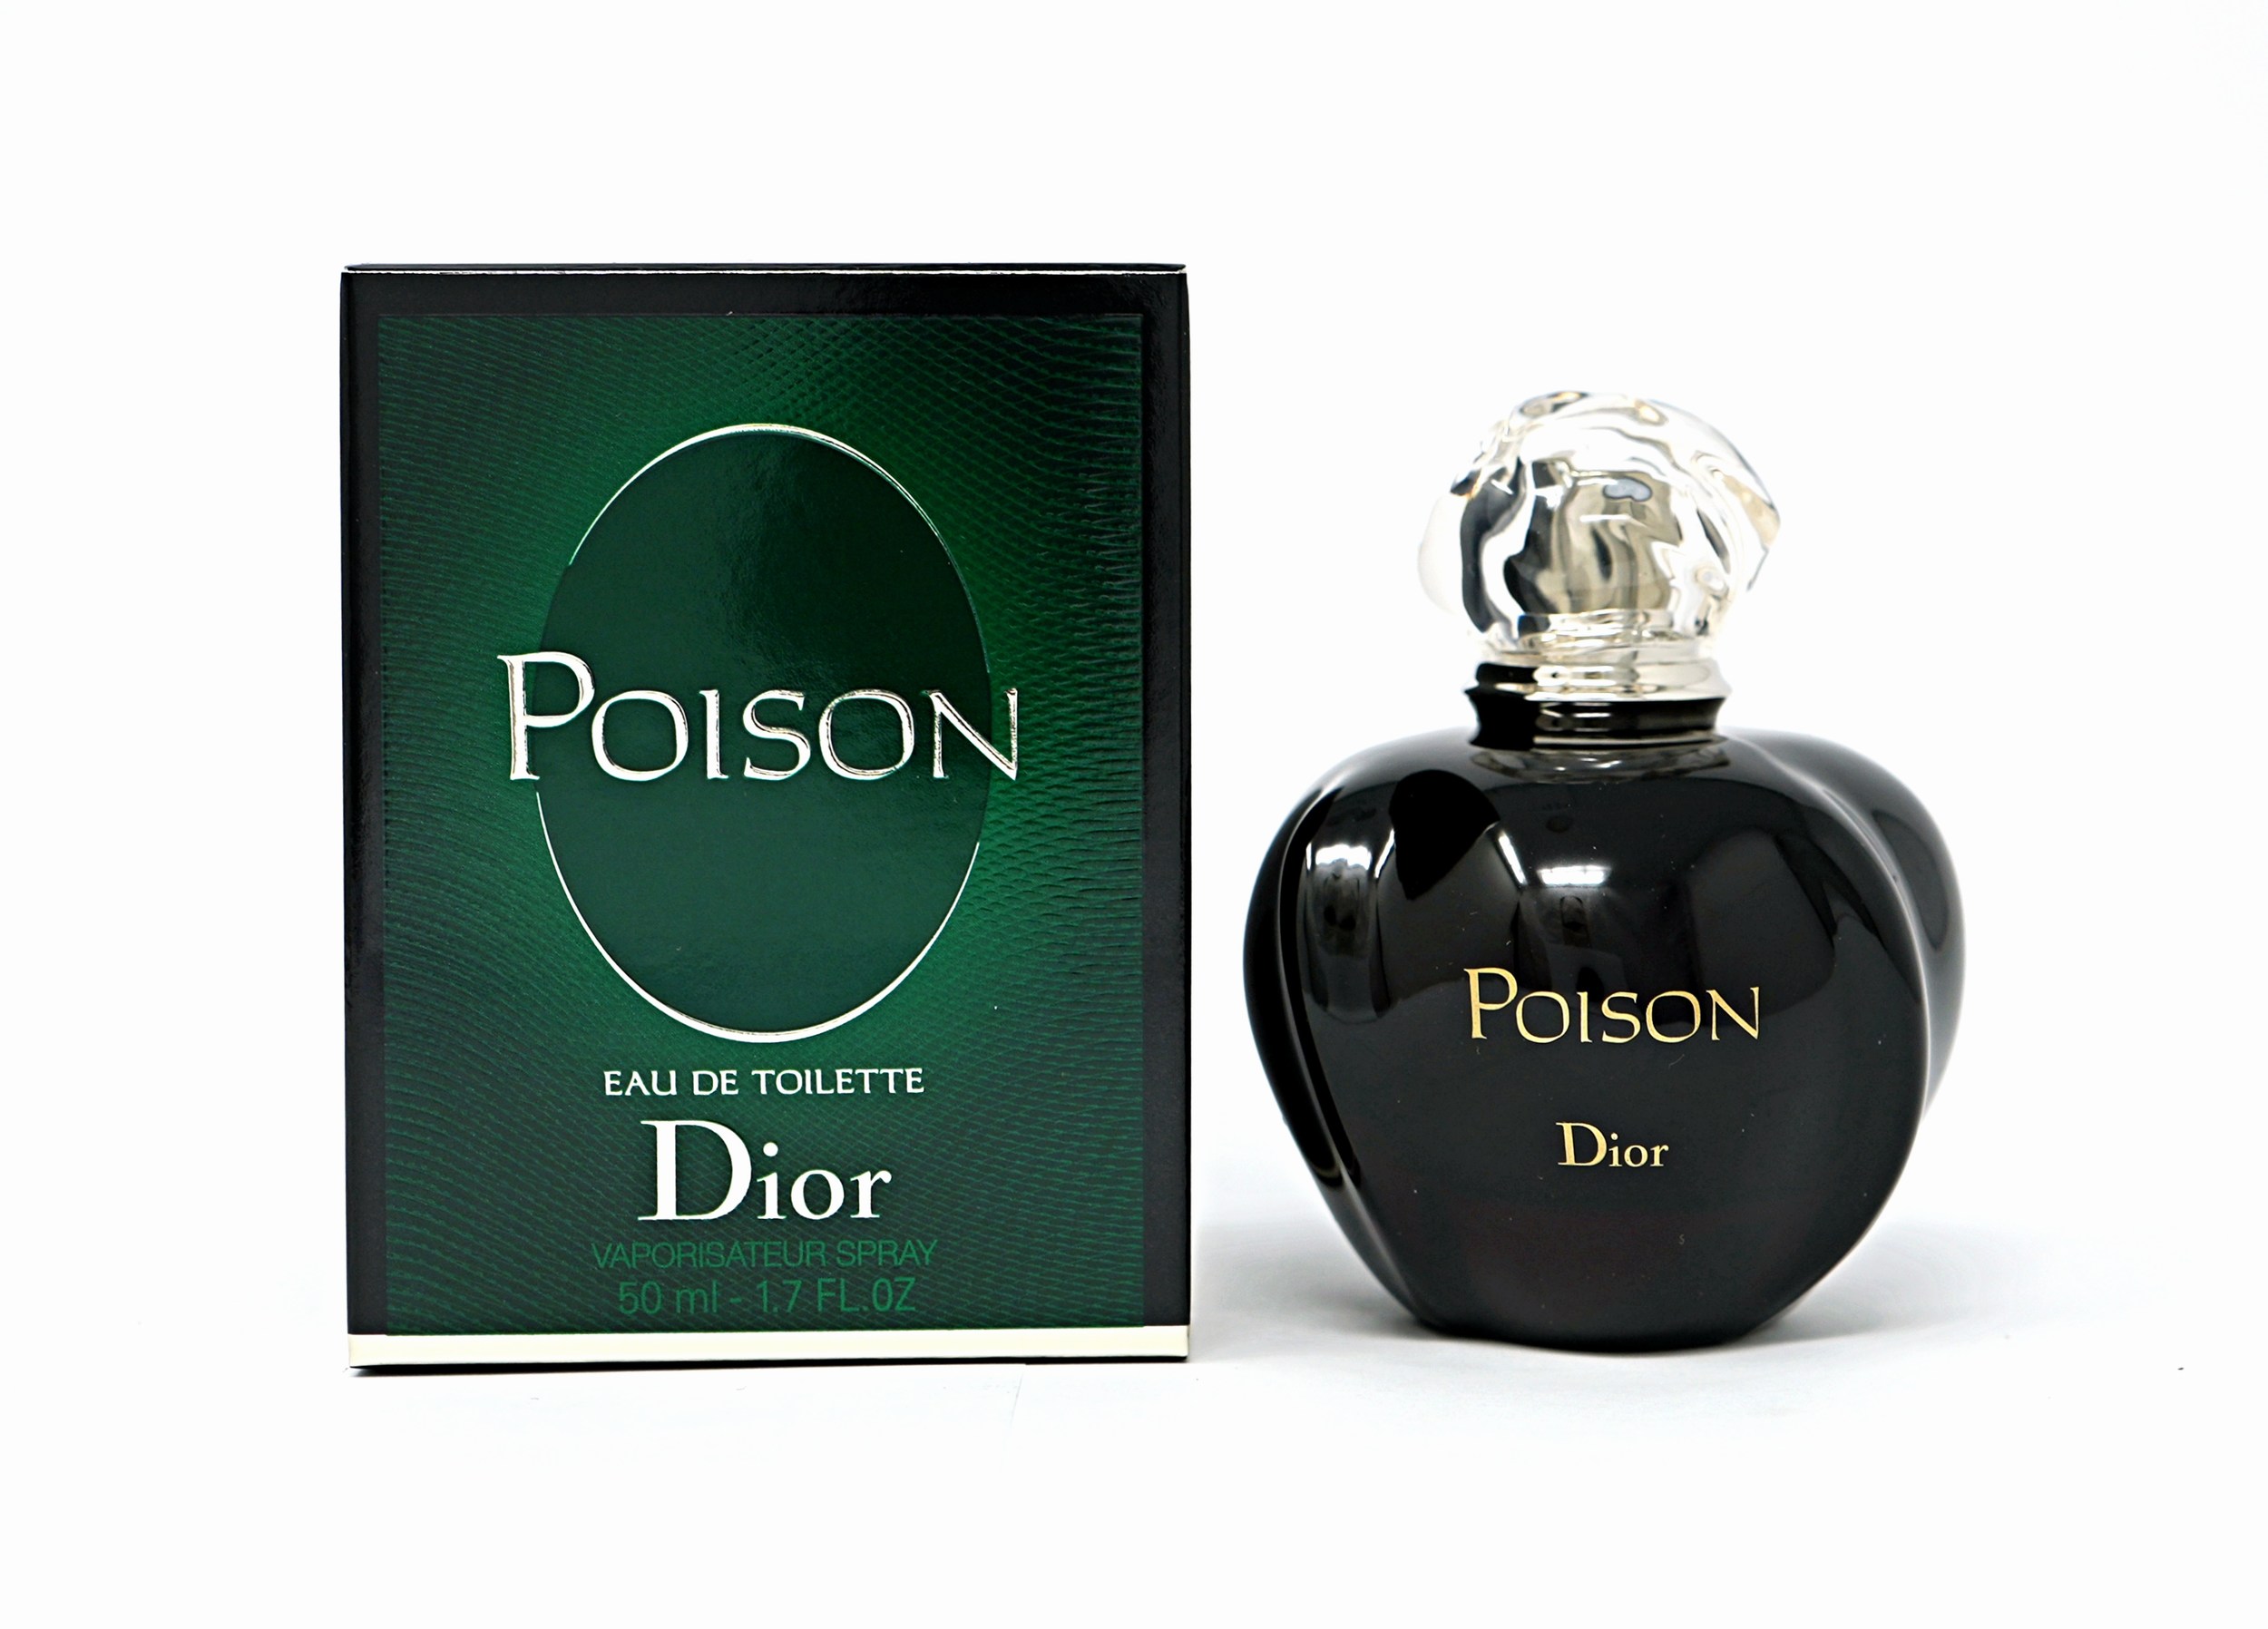 POISON
EAU DE TOILETTE
Dior
VAPORISATEUR SPRAY
50 ml - 1.7 FL.OZ
POISON
Dior